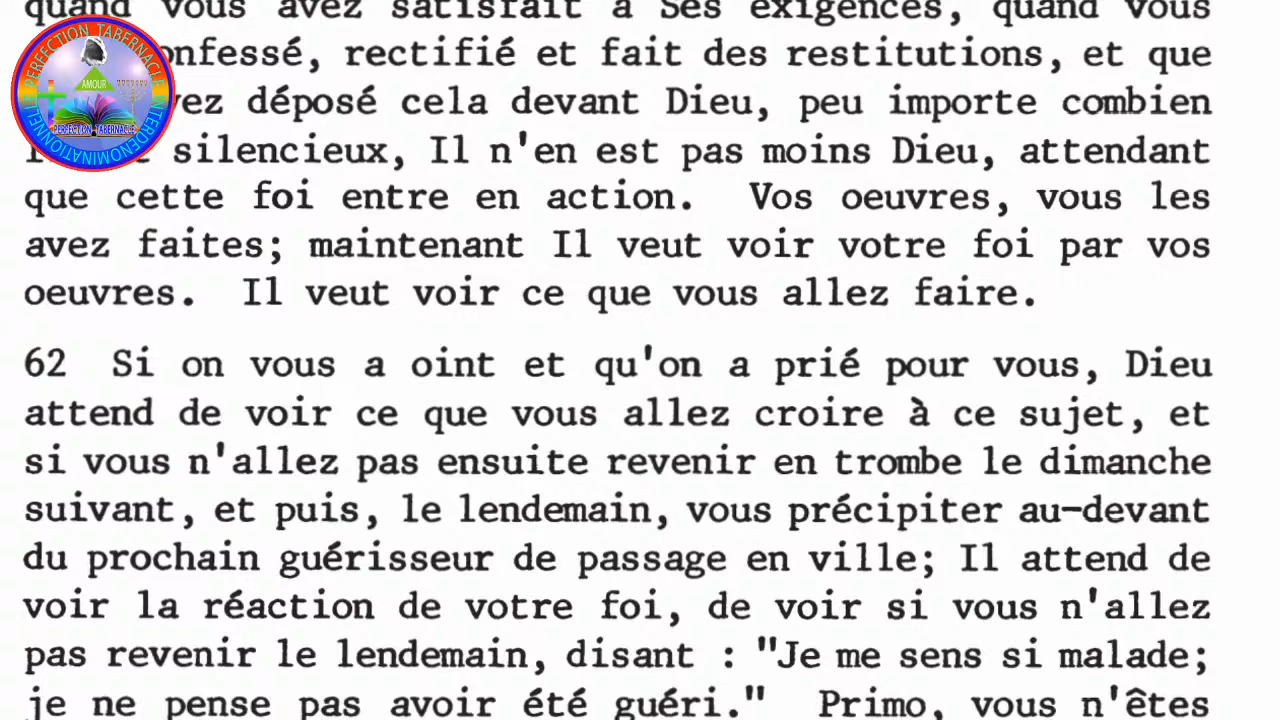 quand vous avez satisfait à Ses exigences, quand vous
PERFECTION TABERNACLE INTERDENOMINATIONNELE
AMOUR
PERFECTION TABERNACLE
onfessé, rectifié et fait des restitutions, et que
vez déposé cela devant Dieu, peu importe combien
silencieux, Il n'en est pas moins Dieu, attendant
que cette foi entre en action. Vos oeuvres, vous les
avez faites; maintenant Il veut voir votre foi par vos
oeuvres. Il veut voir ce que vous allez faire.
62 Si on vous a oint et qu'on a prié pour vous, Dieu
attend de voir ce que vous allez croire à ce sujet, et
si vous n'allez pas ensuite revenir en trombe le dimanche
suivant, et puis, le lendemain, vous précipiter au-devant
du prochain guérisseur de passage en ville; Il attend de
voir la réaction de votre foi, de voir si vous n'allez
pas revenir le lendemain, disant : "Je me sens si malade;
je ne pense pas avoir été guéri." Primo, vous n'êtes